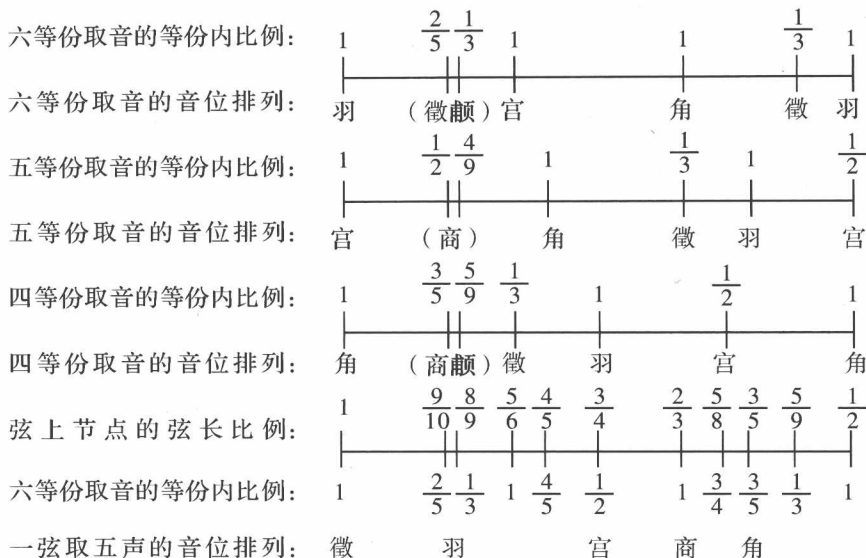 六等份取音的等份内比例： 1 2/5 1/3 1 1 1/3 1
六等份取音的音位排列： 羽 （徵 ）宫 角 徵 羽
五等份取音的等份内比例： 1 1/2 4/9 1 1/3 1 1/2
五等份取音的音位排列： 宫 （商） 角 徵 羽 宫
四等份取音的等份内比例： 1 3/5 5/9 1/3 1 1/2 1
四等份取音的音位排列： 角 （商 ）徵 羽 宫 角
弦上节点的弦长比例： 1 9/10 8/9 5/6 4/5 3/4 2/3 5/8 3/5 5/9 1/2
六等份取音的等份内比例： 1 2/5 1/3 1 4/5 1/2 1 3/4 3/5 1/3 1
一弦取五声的音位排列： 徵 羽 宫 商 角